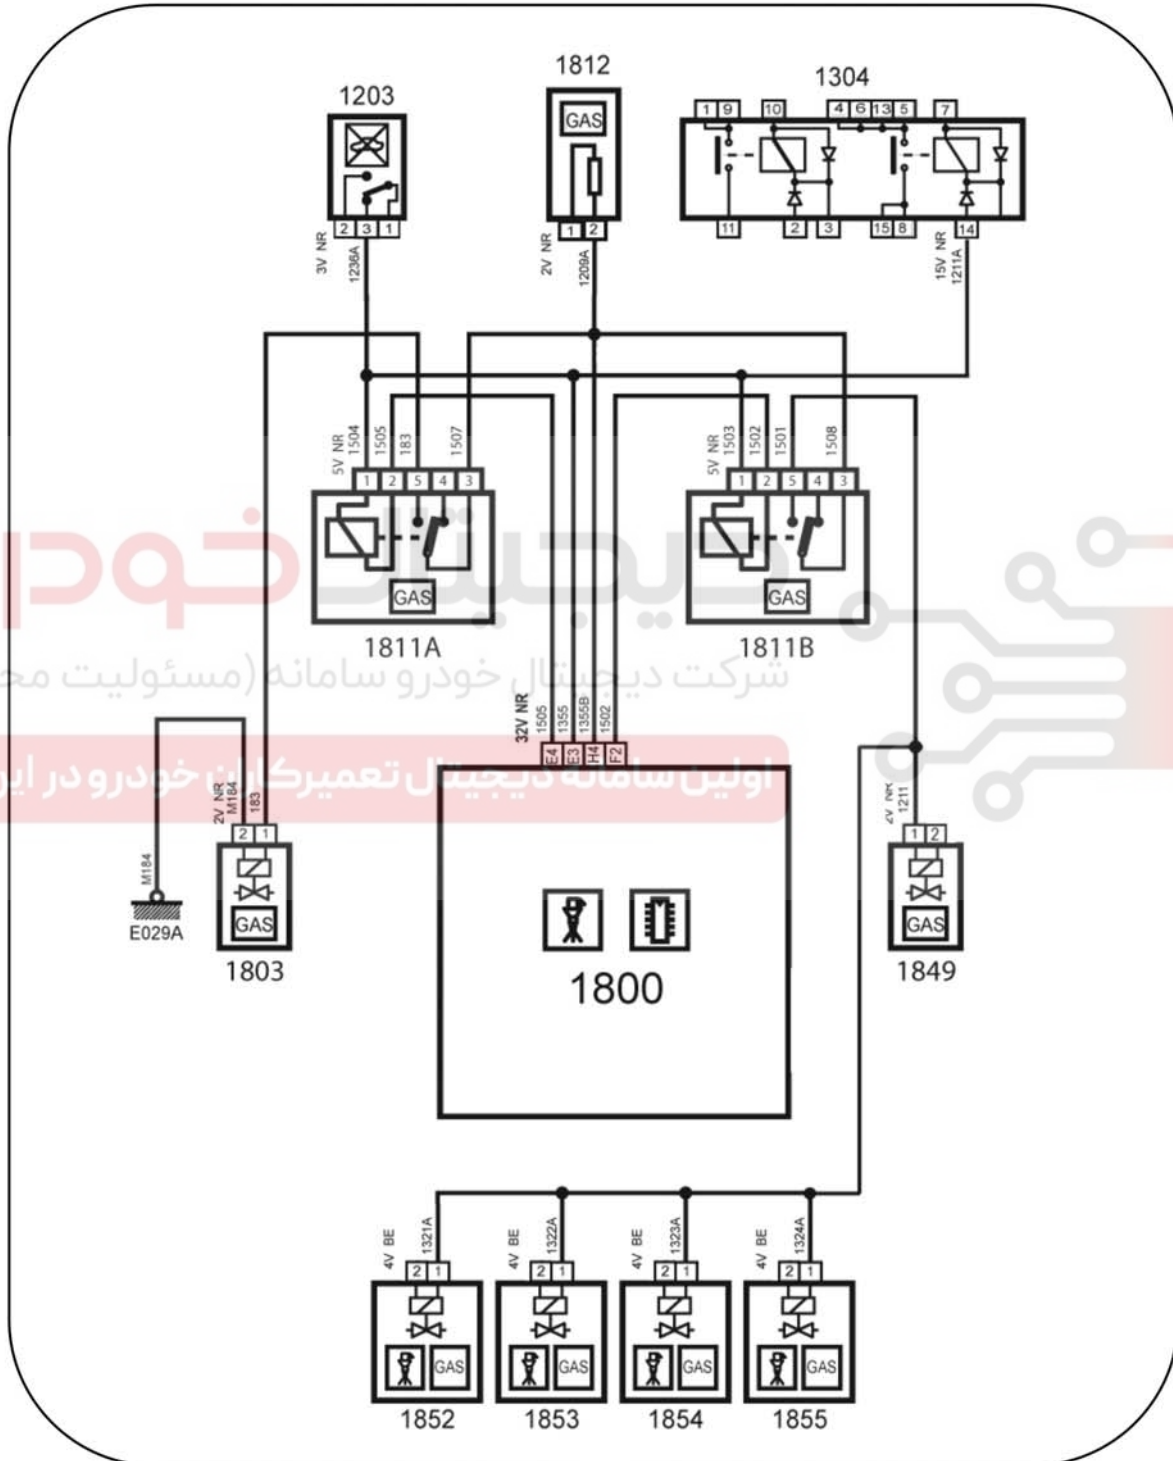 1812
1203
1304
GAS
1 9 10 4 6 13 5 7
2 3 1
1 2
11 2 3 15 8 14
3V NR
1236A
2V NR
1209A
15V NR
1211A
5V NR
1504
1505
183
1507
5V NR
1503
1502
1501
1508
1 2 5 4 3
1 2 5 4 3
GAS
GAS
1811A
1811B
دیجیتال خودرو
شرکت دیجیتال خودرو سامانه (مسئولیت
32V NR
1505
1355
1355B
1502
E4 E3 H4 F2
اولین سامانه دیجیتال تعمیرکاران خودرو در
2V NR
M184
183
M184
2 1
1211
1 2
E029A
GAS
GAS
1803
1849
1800
4V BE
1321A
4V BE
1322A
4V BE
1323A
4V BE
1324A
2 1
2 1
2 1
2 1
GAS
GAS
GAS
GAS
1852
1853
1854
1855